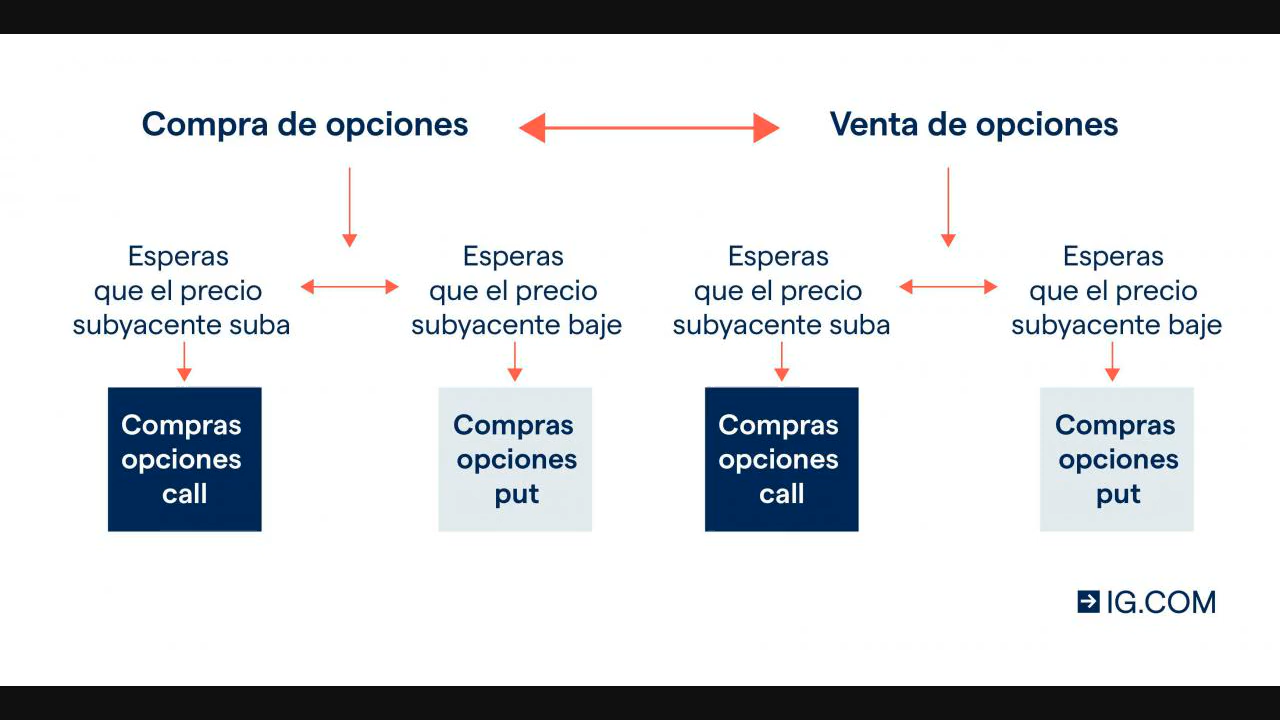 Compra de opciones
Venta de opciones
Esperas
que el precio
subyacente suba
Esperas
que el precio
subyacente baje
Esperas
que el precio
subyacente suba
Esperas
que el precio
subyacente baje
Compras
opciones
call
Compras
opciones
put
Compras
opciones
call
Compras
opciones
put
IG.COM